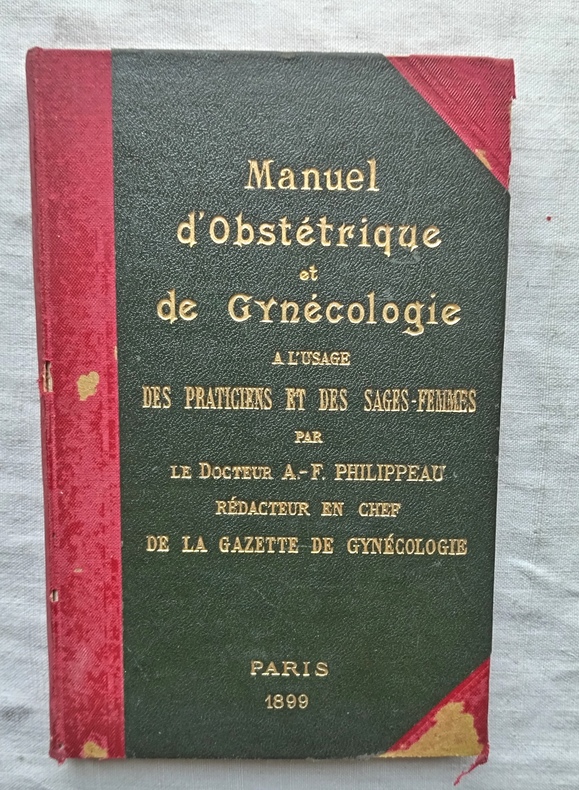 Manuel
d'Obstétrique
et
de Gynécologie
A L'USAGE
DES PRATICIENS ET DES SAGES-FEMMES
PAR
LE DOCTEUR A.-F. PHILIPPEAU
RÉDACTEUR EN CHEF
DE LA GAZETTE DE GYNÉCOLOGIE
PARIS
1899